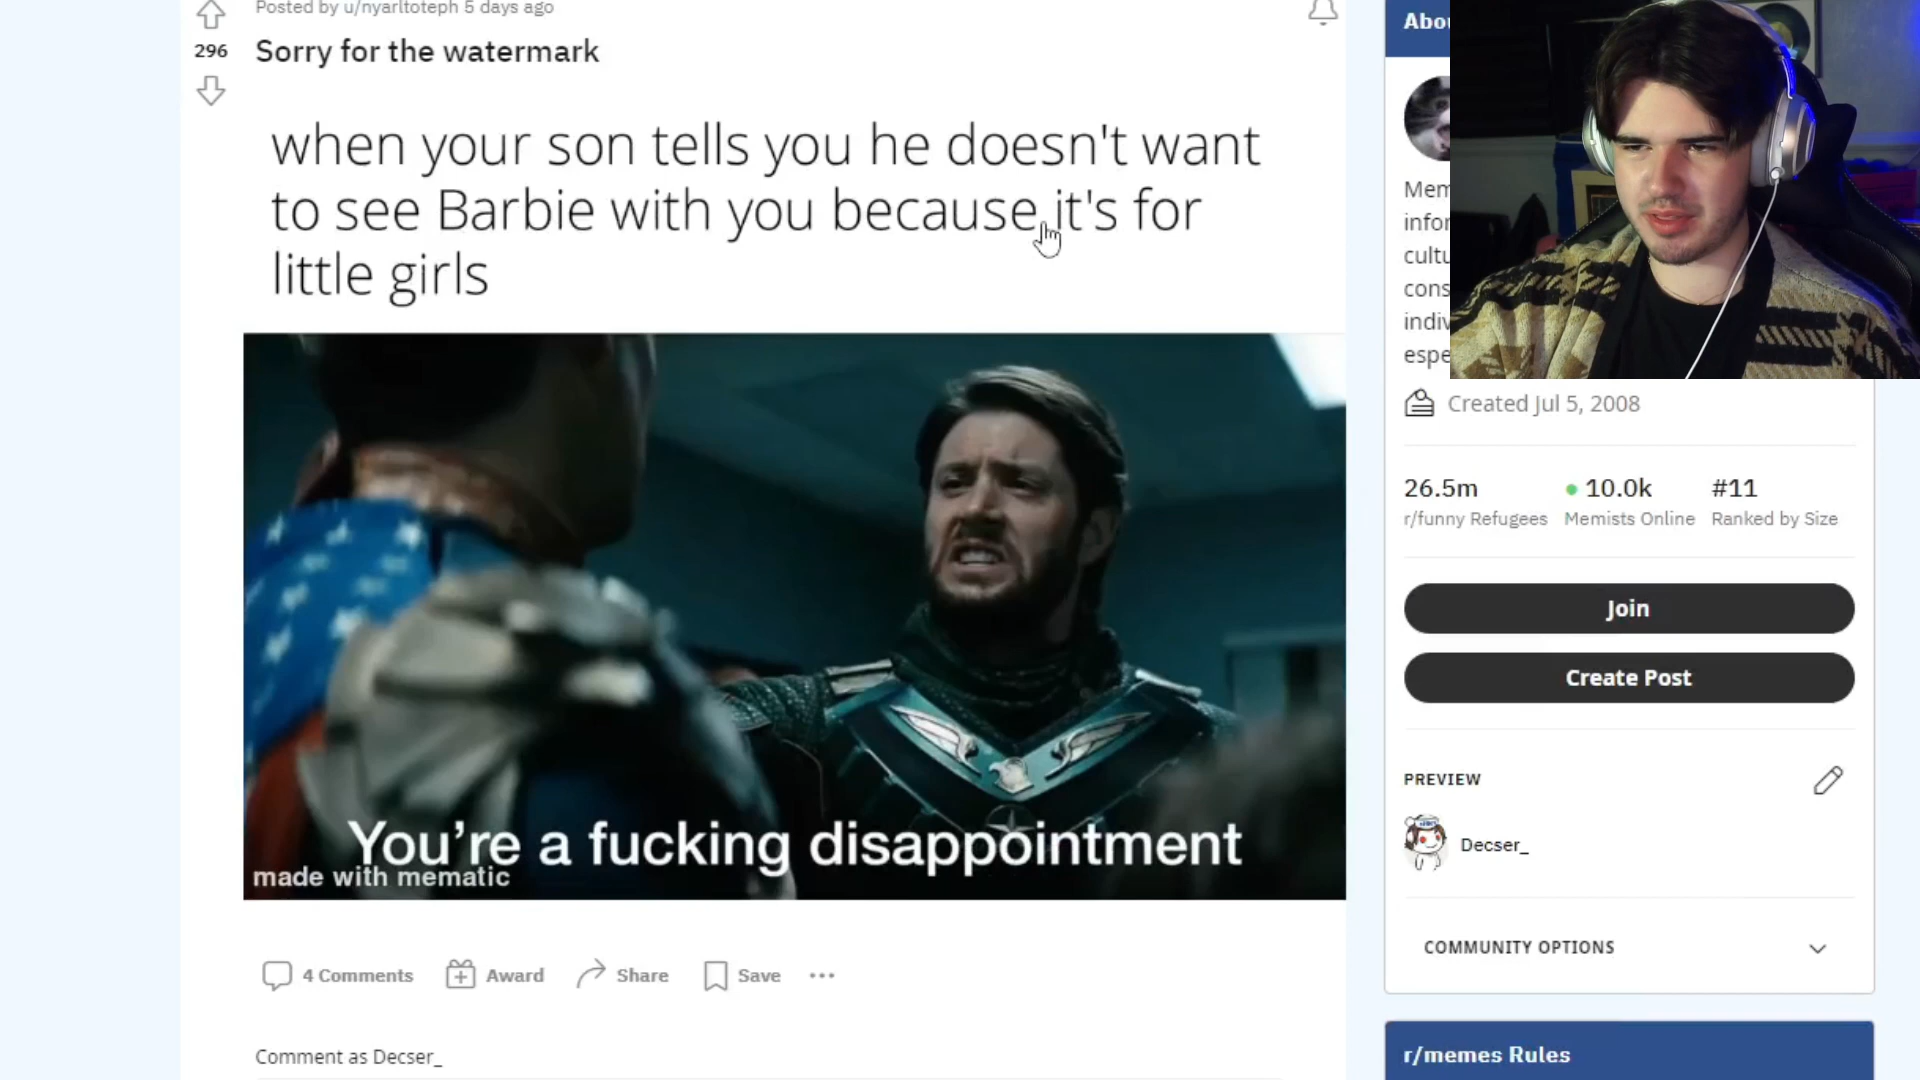 Posted by u/nyarltoteph 5 days ago
296
Sorry for the watermark
when your son tells you he doesn't want
to see Barbie with you because it's for
little girls
You're a fucking disappointment
made with mematic
4 Comments
Award
Share
Save
Comment as Decser_
Created Jul 5, 2008
26.5m
10.0k
#11
r/funny Refugees
Memists Online
Ranked by Size
Join
Create Post
PREVIEW
Decser_
COMMUNITY OPTIONS
r/memes Rules